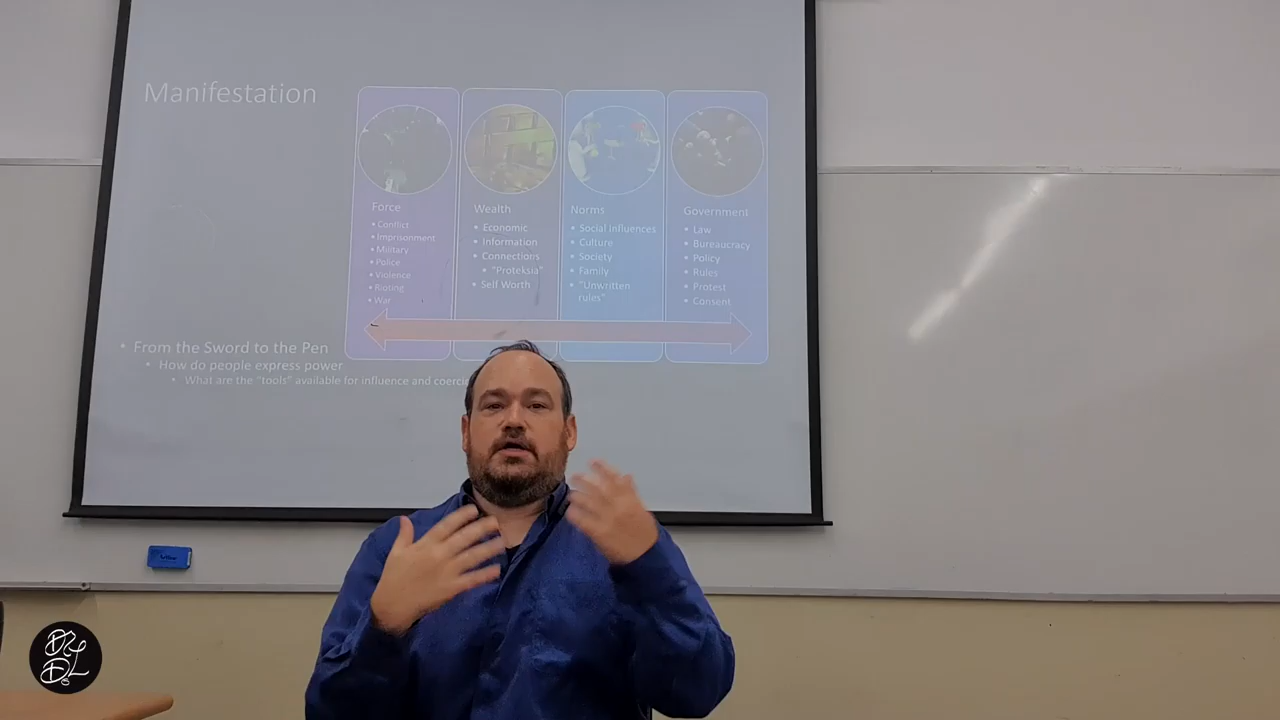 Manifestation
Force
• Conflict
• Imprisonment
• Military
• Police
• Violence
• Rioting
• War
Wealth
• Economic
• Information
• Connections
• "Proteksia"
• Self Worth
Norms
• Social Influences
• Culture
• Society
• Family
• "Unwritten
rules"
Government
• Law
• Bureaucracy
• Policy
• Rules
• Protest
• Consent
• From the Sword to the Pen
• How do people express power
• What are the "tools" available for influence and coerci